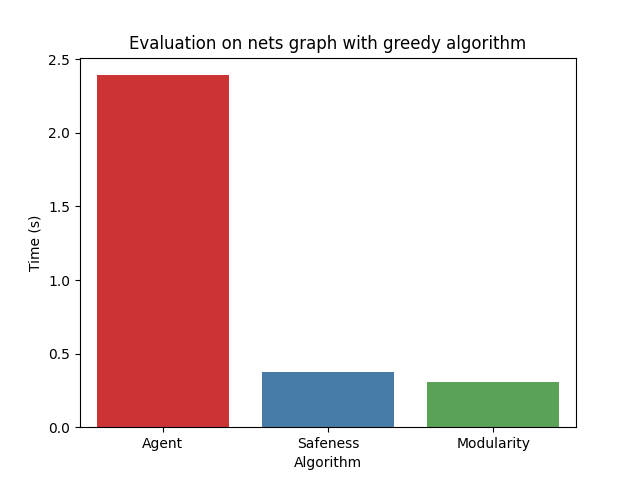 Evaluation on nets graph with greedy algorithm
2.5
2.0
1.5
1.0
0.5
0.0
Time (s)
Agent
Safeness
Modularity
Algorithm